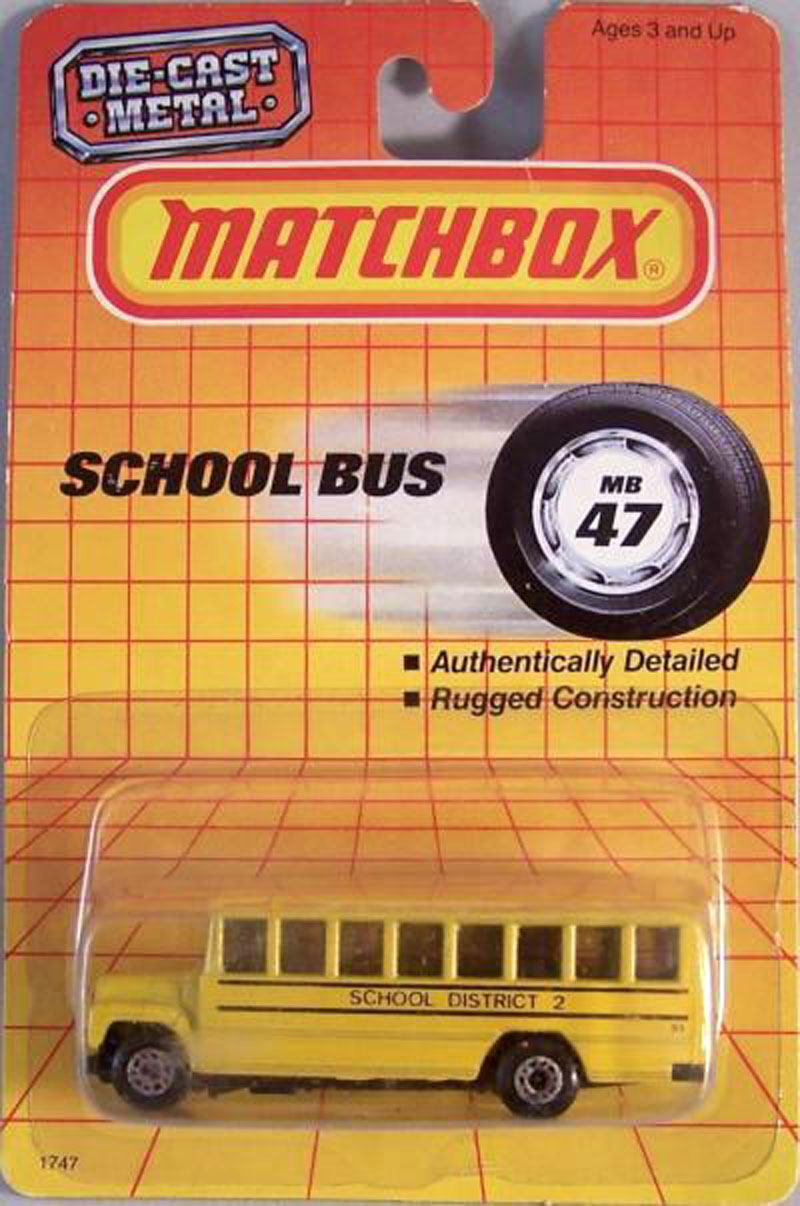 Ages 3 and Up
DIE-CAST
• METAL •
MATCHBOX®
SCHOOL BUS
MB
47
■ Authentically Detailed
■ Rugged Construction
SCHOOL DISTRICT 2
1747